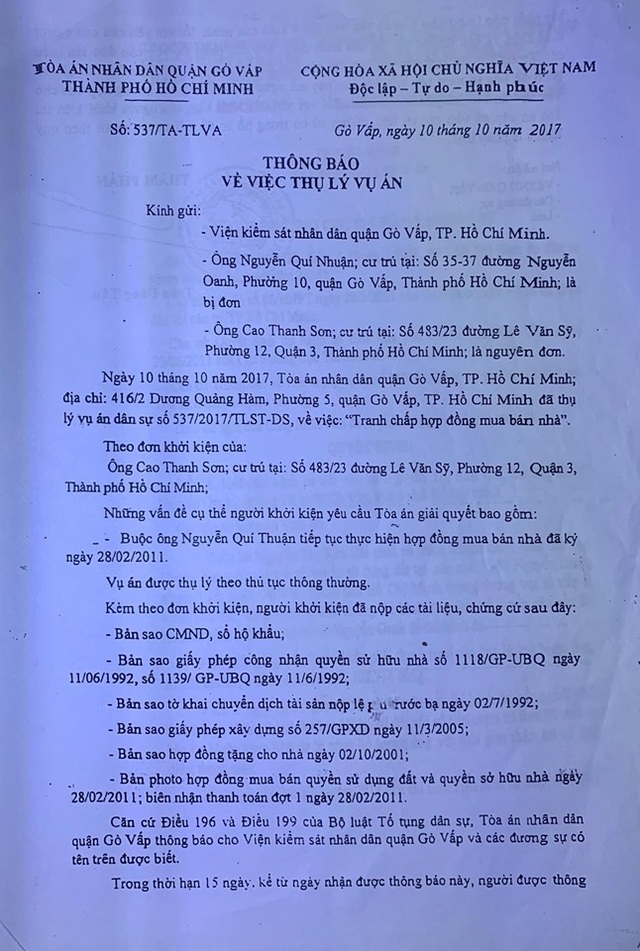 TÒA ÁN NHÂN DÂN QUẬN GÒ VẤP
THÀNH PHỐ HỒ CHÍ MINH
CỘNG HÒA XÃ HỘI CHỦ NGHĨA VIỆT NAM
Độc lập – Tự do – Hạnh phúc
Số: 537/TA-TLVA
Gò Vấp, ngày 10 tháng 10 năm 2017
THÔNG BÁO
VỀ VIỆC THỤ LÝ VỤ ÁN
Kính gửi:
- Viện kiểm sát nhân dân quận Gò Vấp, TP. Hồ Chí Minh.
- Ông Nguyễn Quí Nhuận; cư trú tại: Số 35-37 đường Nguyễn
Oanh, Phường 10, quận Gò Vấp, Thành phố Hồ Chí Minh; là
bị đơn
- Ông Cao Thanh Sơn; cư trú tại: Số 483/23 đường Lê Văn Sỹ,
Phường 12, Quận 3, Thành phố Hồ Chí Minh; là nguyên đơn.
Ngày 10 tháng 10 năm 2017, Tòa án nhân dân quận Gò Vấp, TP. Hồ Chí Minh;
địa chỉ: 416/2 Dương Quảng Hàm, Phường 5, quận Gò Vấp, TP. Hồ Chí Minh đã thụ
lý vụ án dân sự số 537/2017/TLST-DS, về việc: “Tranh chấp hợp đồng mua bán nhà”.
Theo đơn khởi kiện của:
Ông Cao Thanh Sơn; cư trú tại: Số 483/23 đường Lê Văn Sỹ, Phường 12, Quận 3,
Thành phố Hồ Chí Minh;
Những vấn đề cụ thể người khởi kiện yêu cầu Tòa án giải quyết bao gồm:
- Buộc ông Nguyễn Quí Thuận tiếp tục thực hiện hợp đồng mua bán nhà đã ký
ngày 28/02/2011.
Vụ án được thụ lý theo thủ tục thông thường.
Kèm theo đơn khởi kiện, người khởi kiện đã nộp các tài liệu, chứng cứ sau đây:
- Bản sao CMND, sổ hộ khẩu;
- Bản sao giấy phép công nhận quyền sử hữu nhà số 1118/GP-UBQ ngày
11/06/1992, số 1139/ GP-UBQ ngày 11/6/1992;
- Bản sao tờ khai chuyển dịch tài sản nộp lệ trước bạ ngày 02/7/1992;
- Bản sao giấy phép xây dựng số 257/GPXD ngày 11/3/2005;
- Bản sao hợp đồng tặng cho nhà ngày 02/10/2001;
- Bản photo hợp đồng mua bán quyền sử dụng đất và quyền sở hữu nhà ngày
28/02/2011; biên nhận thanh toán đợt 1 ngày 28/02/2011.
Căn cứ Điều 196 và Điều 199 của Bộ luật Tố tụng dân sự, Tòa án nhân dân
quận Gò Vấp thông báo cho Viện kiểm sát nhân dân quận Gò Vấp và các đương sự có
tên trên được biết.
Trong thời hạn 15 ngày. kể từ ngày nhận được thông báo này, người được thông